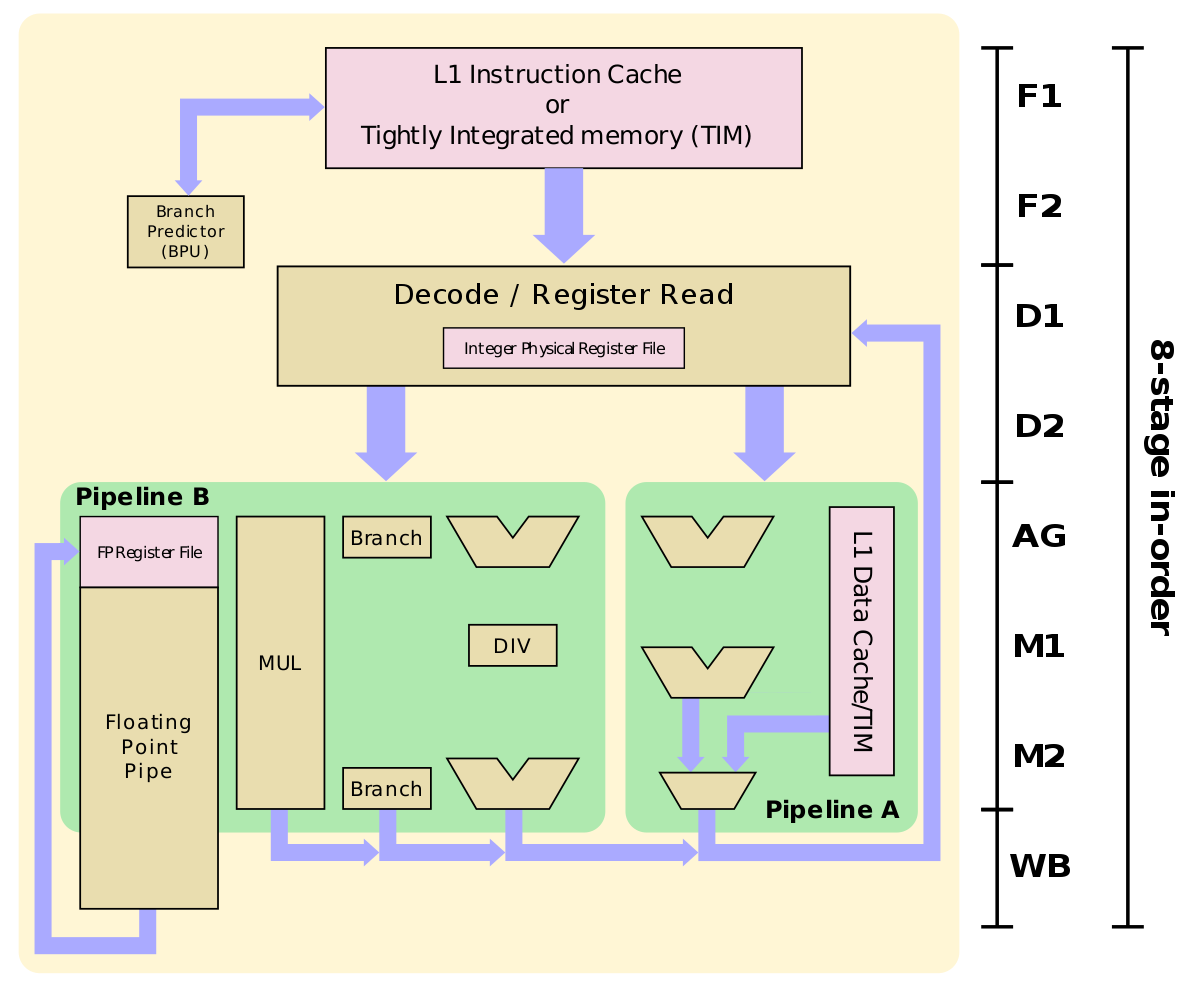 L1 Instruction Cache
or
Tightly Integrated memory (TIM)
Branch
Predictor
(BPU)
Decode / Register Read
Integer Physical Register File
Pipeline B
FP Register File
Floating
Point
Pipe
MUL
Branch
DIV
Branch
L1 Data Cache/TIM
Pipeline A
F1
F2
D1
D2
AG
M1
M2
WB
8-stage in-order